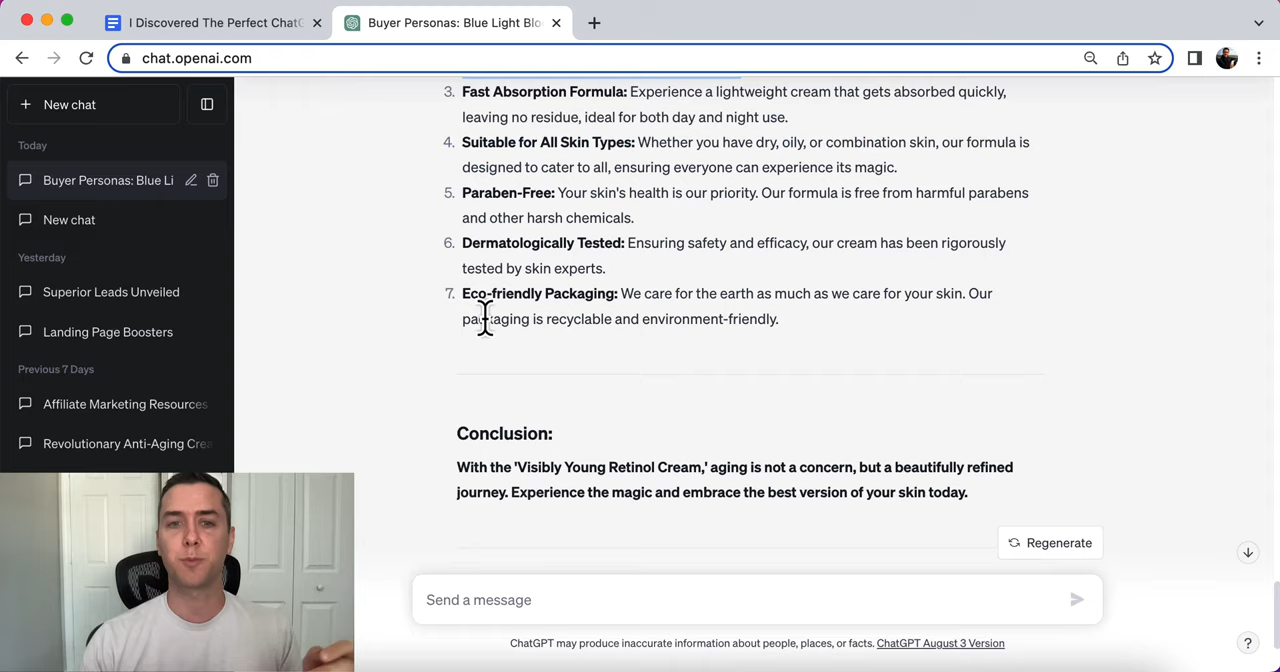 I Discovered The Perfect ChatG
Buyer Personas: Blue Light Blo
chat.openai.com
New chat
Today
Buyer Personas: Blue Li
New chat
Yesterday
Superior Leads Unveiled
Landing Page Boosters
Previous 7 Days
Affiliate Marketing Resources
Revolutionary Anti-Aging Crea
3. Fast Absorption Formula: Experience a lightweight cream that gets absorbed quickly,
leaving no residue, ideal for both day and night use.
4. Suitable for All Skin Types: Whether you have dry, oily, or combination skin, our formula is
designed to cater to all, ensuring everyone can experience its magic.
5. Paraben-Free: Your skin's health is our priority. Our formula is free from harmful parabens
and other harsh chemicals.
6. Dermatologically Tested: Ensuring safety and efficacy, our cream has been rigorously
tested by skin experts.
7. Eco-friendly Packaging: We care for the earth as much as we care for your skin. Our
packaging is recyclable and environment-friendly.
Conclusion:
With the 'Visibly Young Retinol Cream,' aging is not a concern, but a beautifully refined
journey. Experience the magic and embrace the best version of your skin today.
Regenerate
Send a message
ChatGPT may produce inaccurate information about people, places, or facts. ChatGPT August 3 Version
?